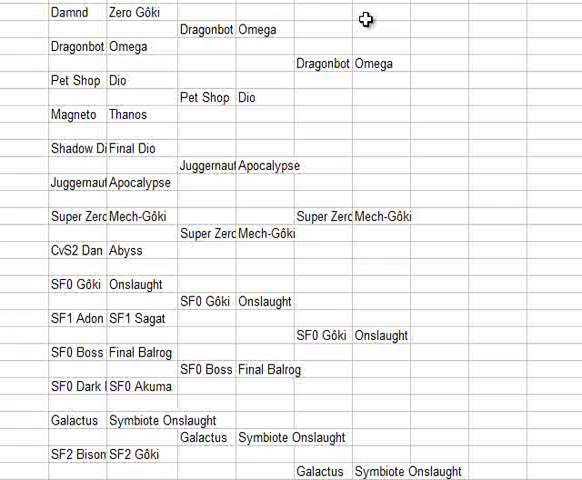 Damnd Zero Gôki
Dragonbot Omega
Dragonbot Omega
Dragonbot Omega
Pet Shop Dio
Pet Shop Dio
Magneto Thanos
Shadow Di Final Dio
Juggernaut Apocalypse
Juggernaut Apocalypse
Super Zero Mech-Gôki Super Zero Mech-Gôki
Super Zero Mech-Gôki
CvS2 Dan Abyss
SF0 Gôki Onslaught
SF0 Gôki Onslaught
SF1 Adon SF1 Sagat
SF0 Gôki Onslaught
SF0 Boss Final Balrog
SF0 Boss Final Balrog
SF0 Dark SF0 Akuma
Galactus Symbiote Onslaught
Galactus Symbiote Onslaught
SF2 Bison SF2 Gôki
Galactus Symbiote Onslaught